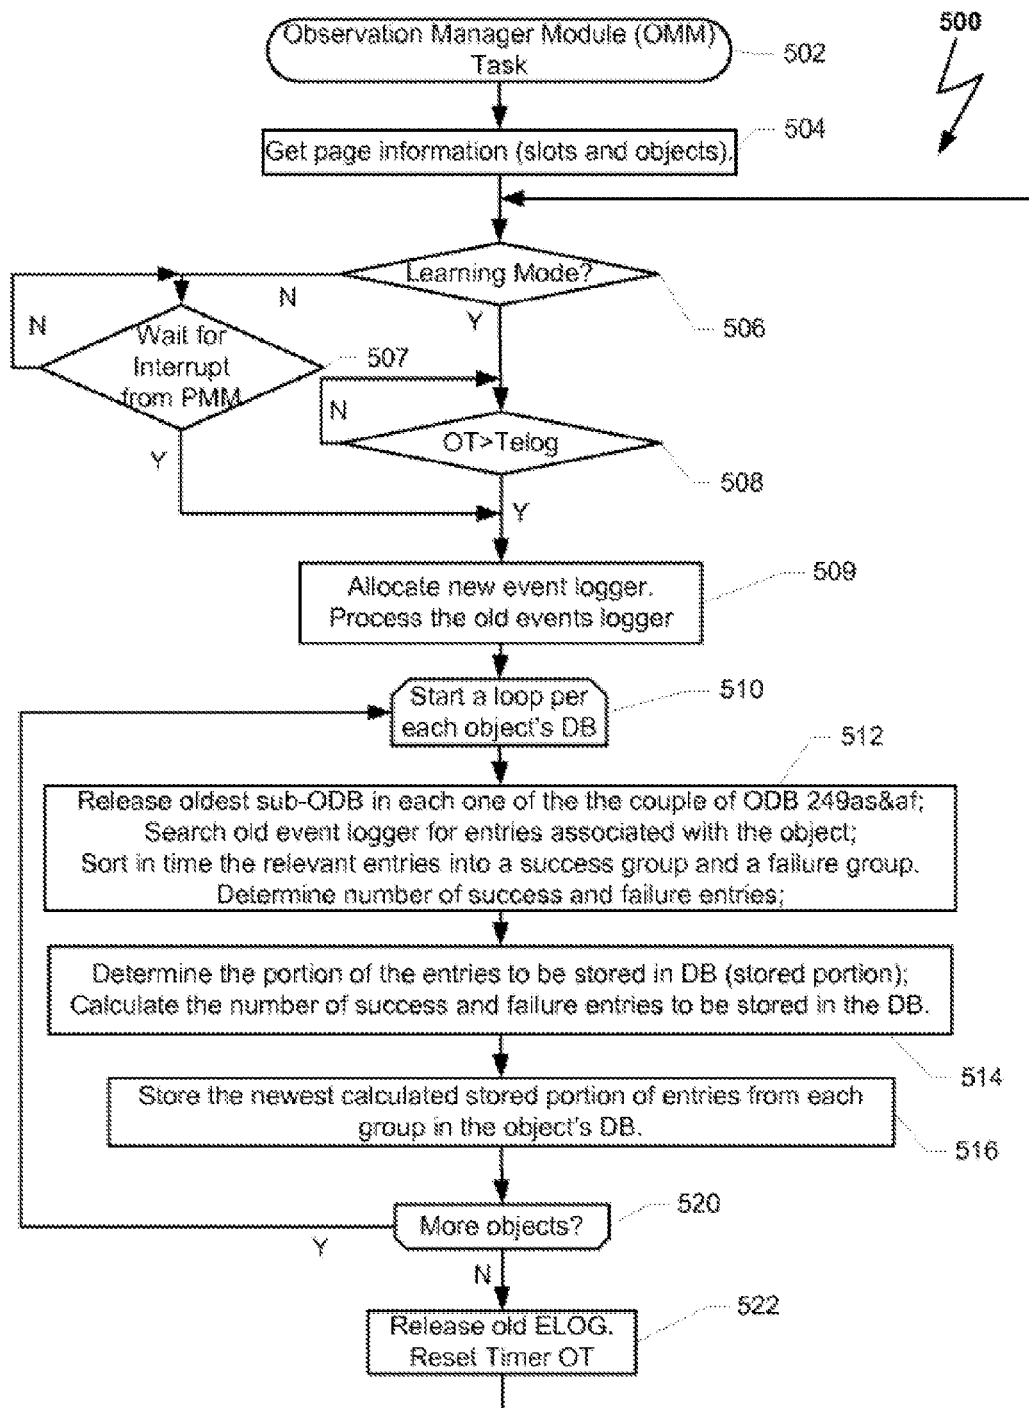 500
Observation Manager Module (OMM)
Task
502
504
Get page information (slots and objects).
Learning Mode?
N
Y
506
N
Wait for
Interrupt
from PMM
507
N
Y
OT>Telog
508
Y
Allocate new event logger.
Process the old events logger
509
Start a loop per
each object's DB
510
512
Release oldest sub-ODB in each one of the the couple of ODB 249as&af;
Search old event logger for entries associated with the object;
Sort in time the relevant entries into a success group and a failure group.
Determine number of success and failure entries;
Determine the portion of the entries to be stored in DB (stored portion);
Calculate the number of success and failure entries to be stored in the DB.
514
Store the newest calculated stored portion of entries from each
group in the object's DB.
516
More objects?
520
Y
N
Release old ELOG.
Reset Timer OT
522